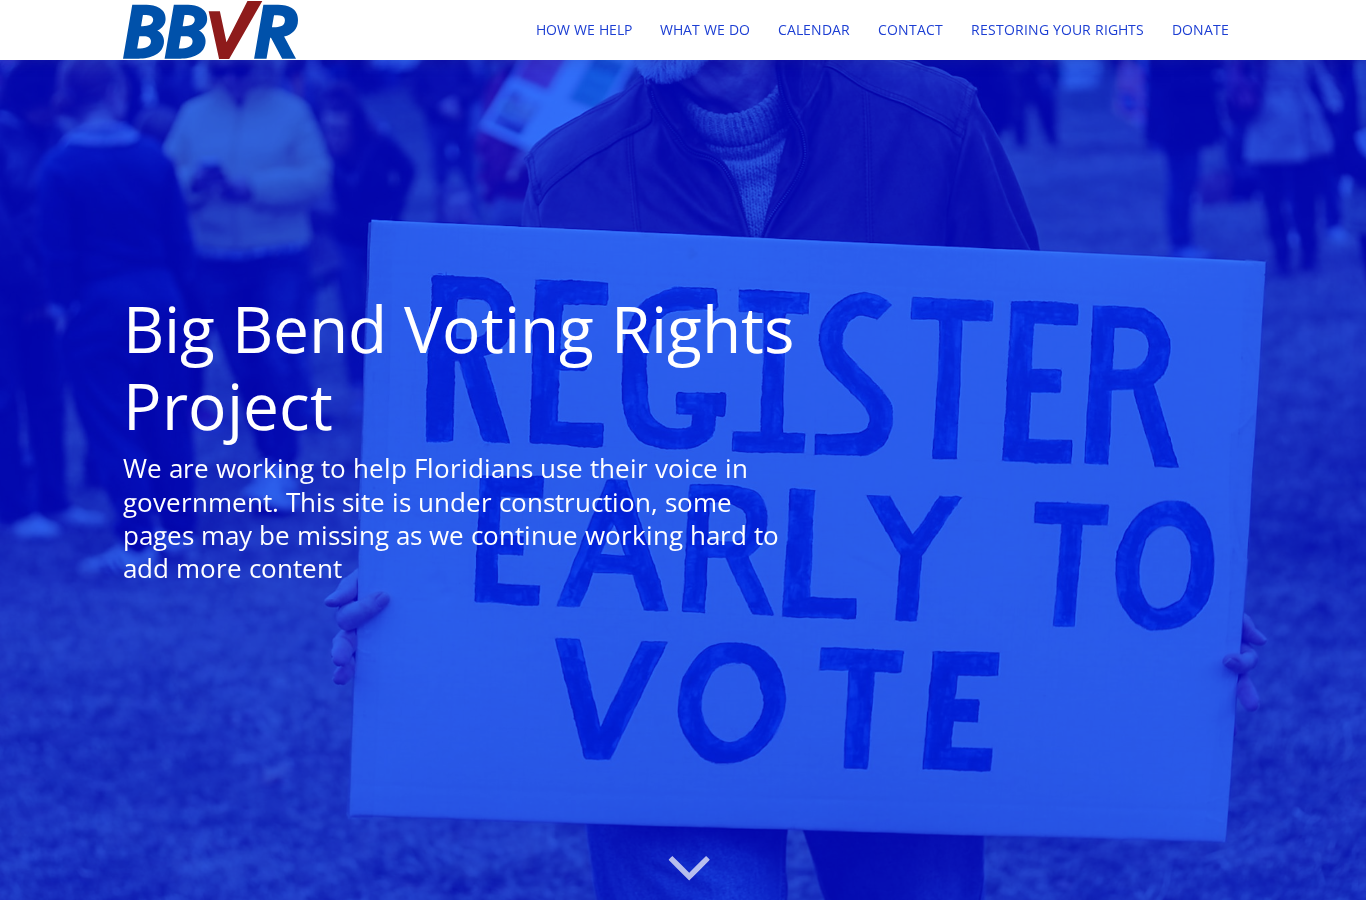 BBVR
HOW WE HELP
WHAT WE DO
CALENDAR
CONTACT
RESTORING YOUR RIGHTS
DONATE
Big Bend Voting Rights
Project
We are working to help Floridians use their voice in
government. This site is under construction, some
pages may be missing as we continue working hard to
add more content
REGISTER
EARLY TO
VOTE